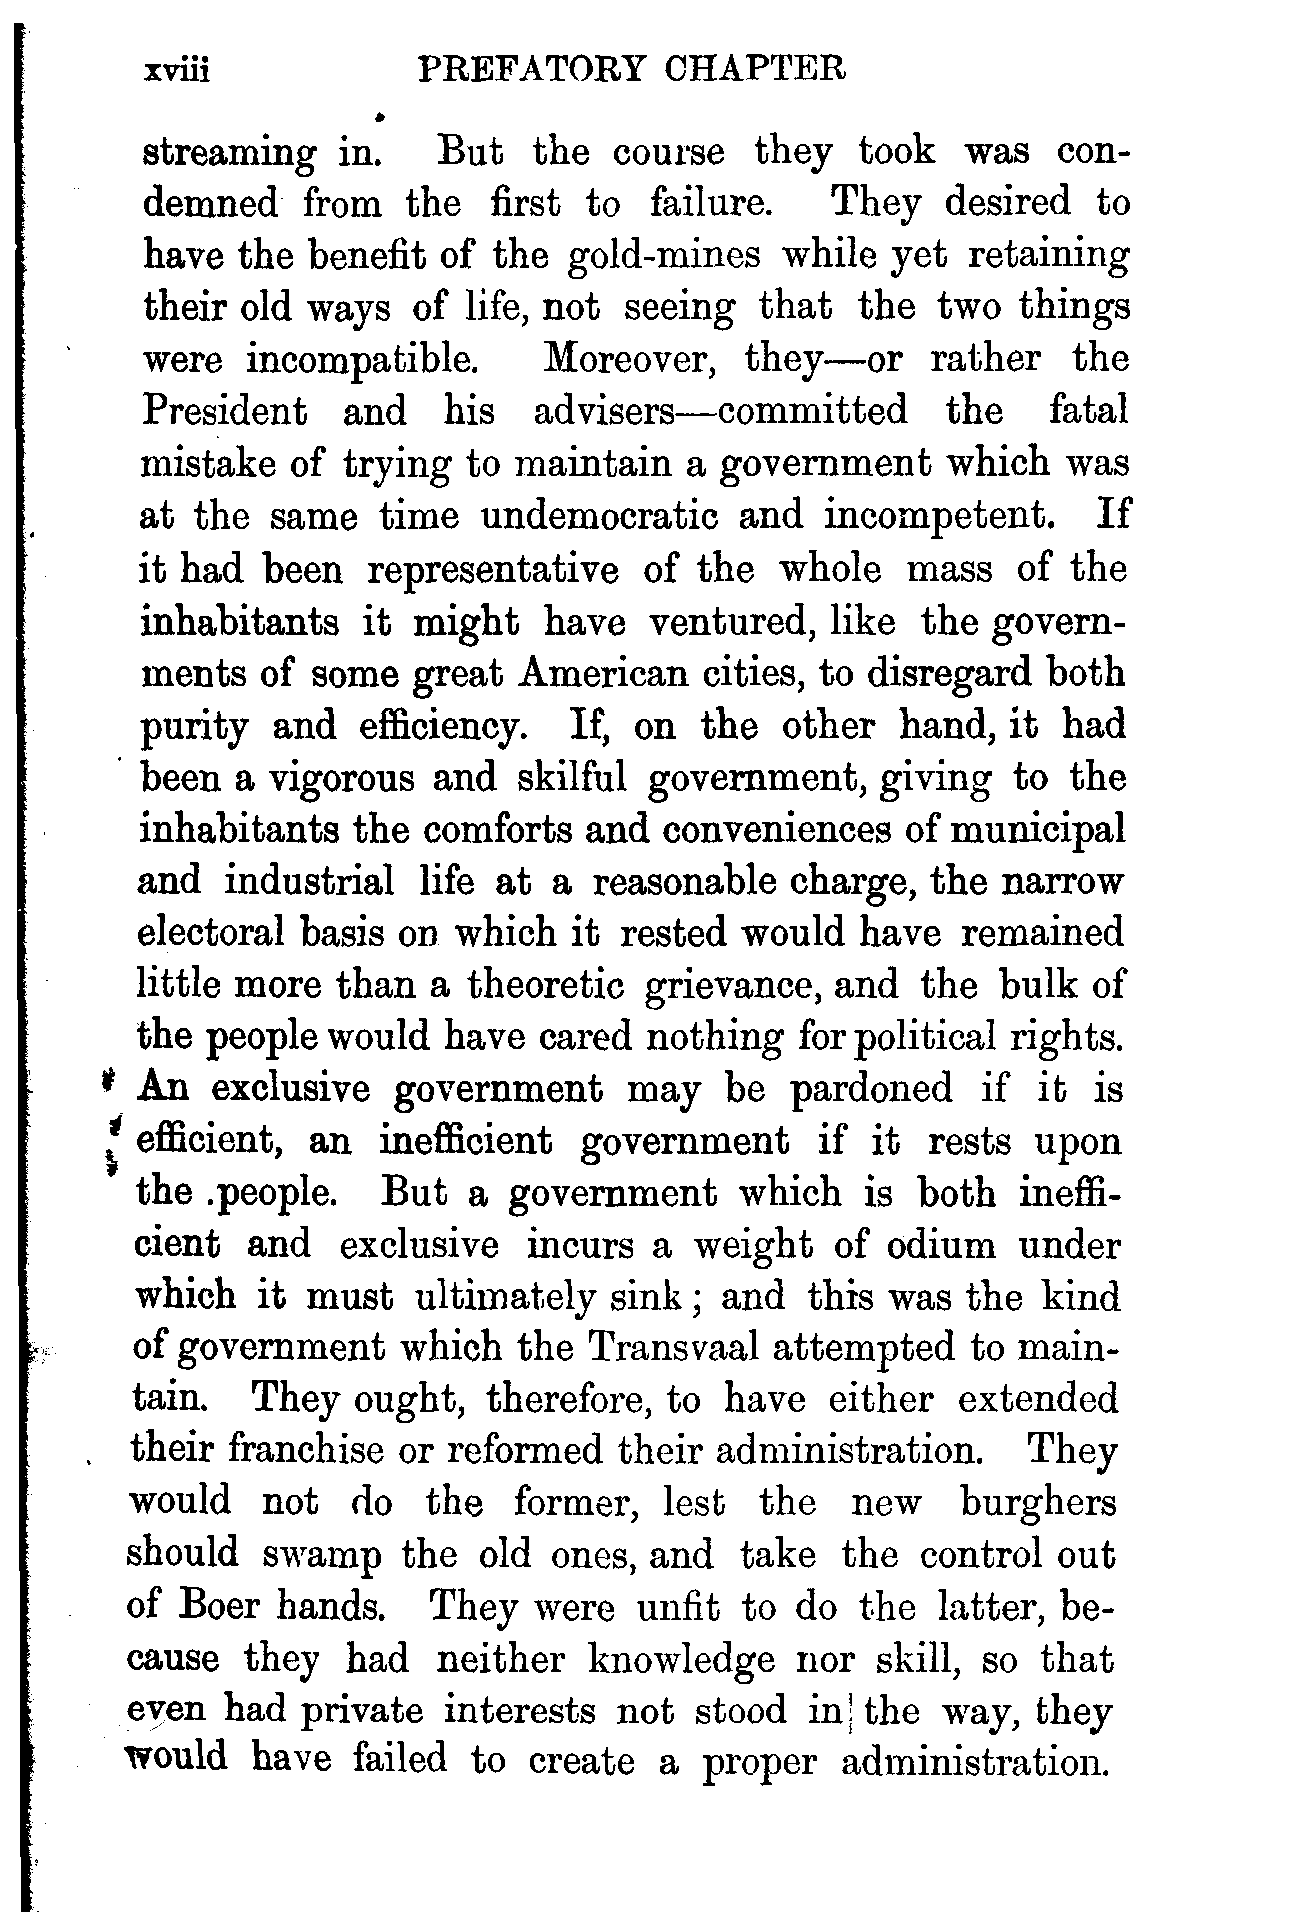 xviii PREFATORY CHAPTER
streaming in. But the course they took was con-
demned from the first to failure. They desired to
have the benefit of the gold-mines while yet retaining
their old ways of life, not seeing that the two things
were incompatible. Moreover, they—or rather the
President and his advisers—committed the fatal
mistake of trying to maintain a government which was
at the same time undemocratic and incompetent. If
it had been representative of the whole mass of the
inhabitants it might have ventured, like the govern-
ments of some great American cities, to disregard both
purity and efficiency. If, on the other hand, it had
been a vigorous and skilful government, giving to the
inhabitants the comforts and conveniences of municipal
and industrial life at a reasonable charge, the narrow
electoral basis on which it rested would have remained
little more than a theoretic grievance, and the bulk of
the people would have cared nothing for political rights.
An exclusive government may be pardoned if it is
efficient, an inefficient government if it rests upon
the people. But a government which is both ineffi-
cient and exclusive incurs a weight of odium under
which it must ultimately sink; and this was the kind
of government which the Transvaal attempted to main-
tain. They ought, therefore, to have either extended
their franchise or reformed their administration. They
would not do the former, lest the new burghers
should swamp the old ones, and take the control out
of Boer hands. They were unfit to do the latter, be-
cause they had neither knowledge nor skill, so that
even had private interests not stood in the way, they
would have failed to create a proper administration.